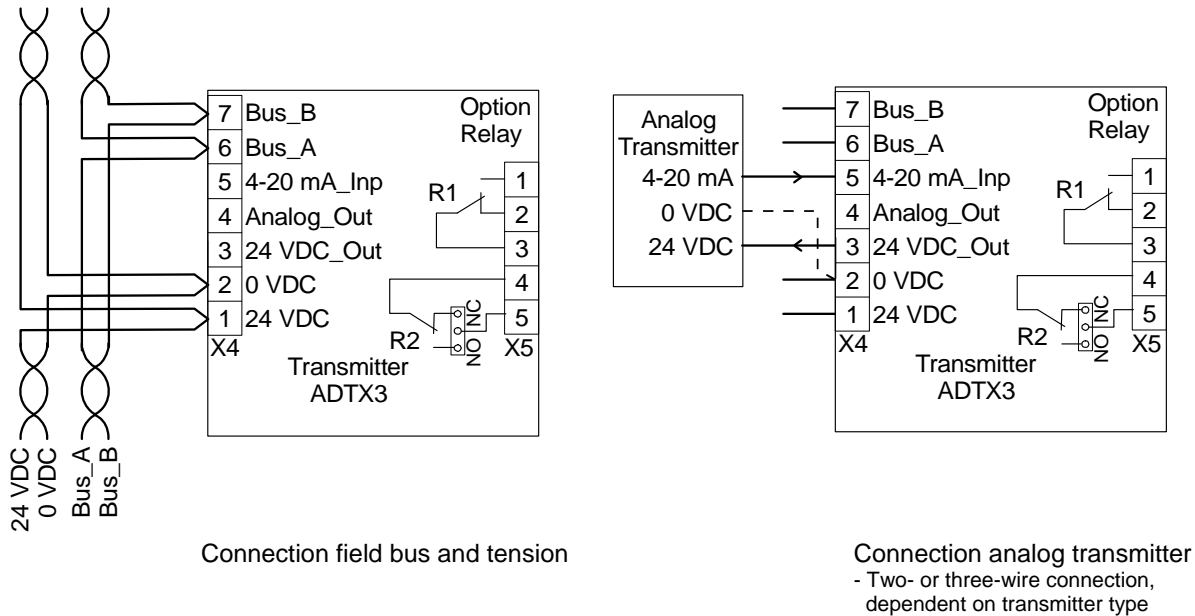 7 Bus_B
6 Bus_A
5 4-20 mA_Inp
4 Analog_Out
3 24 VDC_Out
2 0 VDC
1 24 VDC
X4
Option
Relay
R1
1
2
3
4
5
X5
R2
NC
NO
Transmitter
ADTX3
24 VDC
0 VDC
Bus_A
Bus_B
Connection field bus and tension
Analog
Transmitter
4-20 mA
0 VDC
24 VDC
7 Bus_B
6 Bus_A
5 4-20 mA_Inp
4 Analog_Out
3 24 VDC_Out
2 0 VDC
1 24 VDC
X4
Option
Relay
R1
1
2
3
4
5
X5
R2
NC
NO
Transmitter
ADTX3
Connection analog transmitter
- Two- or three-wire connection,
dependent on transmitter type